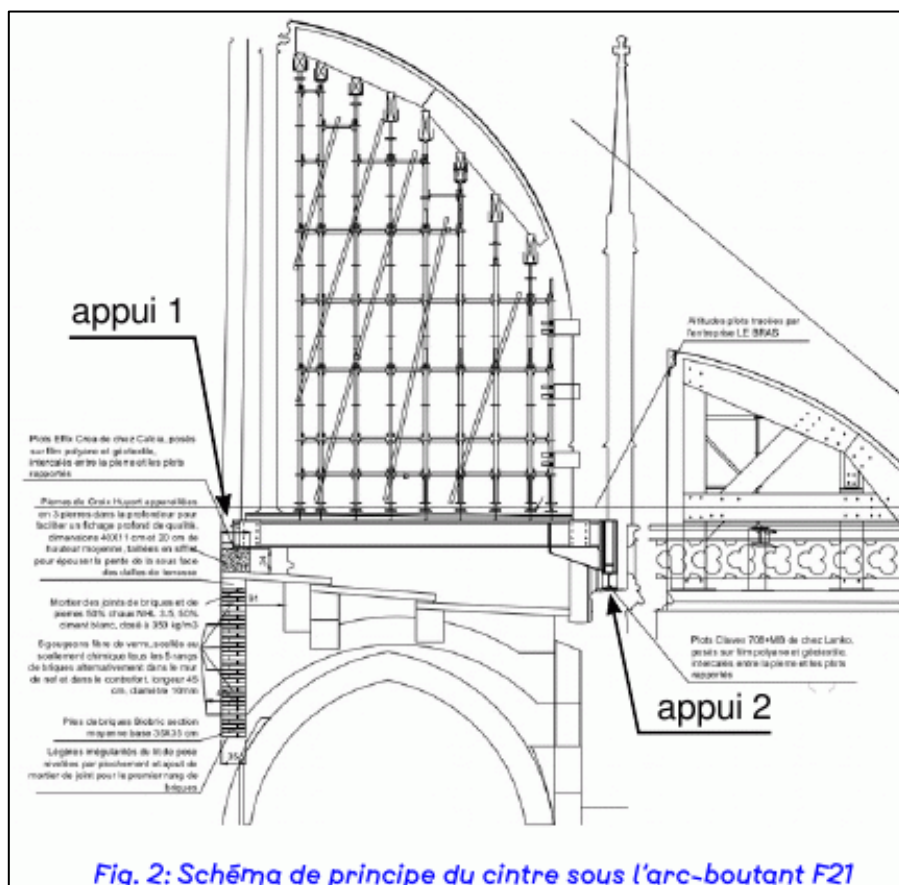 appui 1
Altitudes plots tracées par
l'entreprise LE BRAS
Plots Effix Crea de chez Calcia, posés
sur film polyane et géotextile,
intercalés entre la pierre et les plots
rapportés
Pierres de Croix Huyart appareillées
en 3 pierres dans la profondeur pour
faciliter un fichage profond de qualité,
dimensions 40X11 cm et 20 cm de
hauteur moyenne, taillées en sifflet
pour épouser la pente de la sous face
des dalles de terrasse
Mortier des joints de briques et de
pierres 50% chaux NHL 3.5, 50%
ciment blanc, dosé à 350 kg/m3
goujons fibre de verre, scellés au
scellement chimique tous les 5 rangs
de briques alternativement dans le mur
de nef et dans le contrefort, longueur 45
cm, diamètre 10mm
Piles de briques Biobric section
moyenne base 35X35 cm
Légères irrégularités du lit de pose
nivelées par piochement et ajout de
mortier de joint pour le premier rang de
briques
35
Plots Clavex 708+MB de chez Lanko,
posés sur film polyane et géotextile,
intercalés entre la pierre et les plots
rapportés
appui 2
Fig. 2: Schéma de principe du cintre sous l'arc-boutant F21